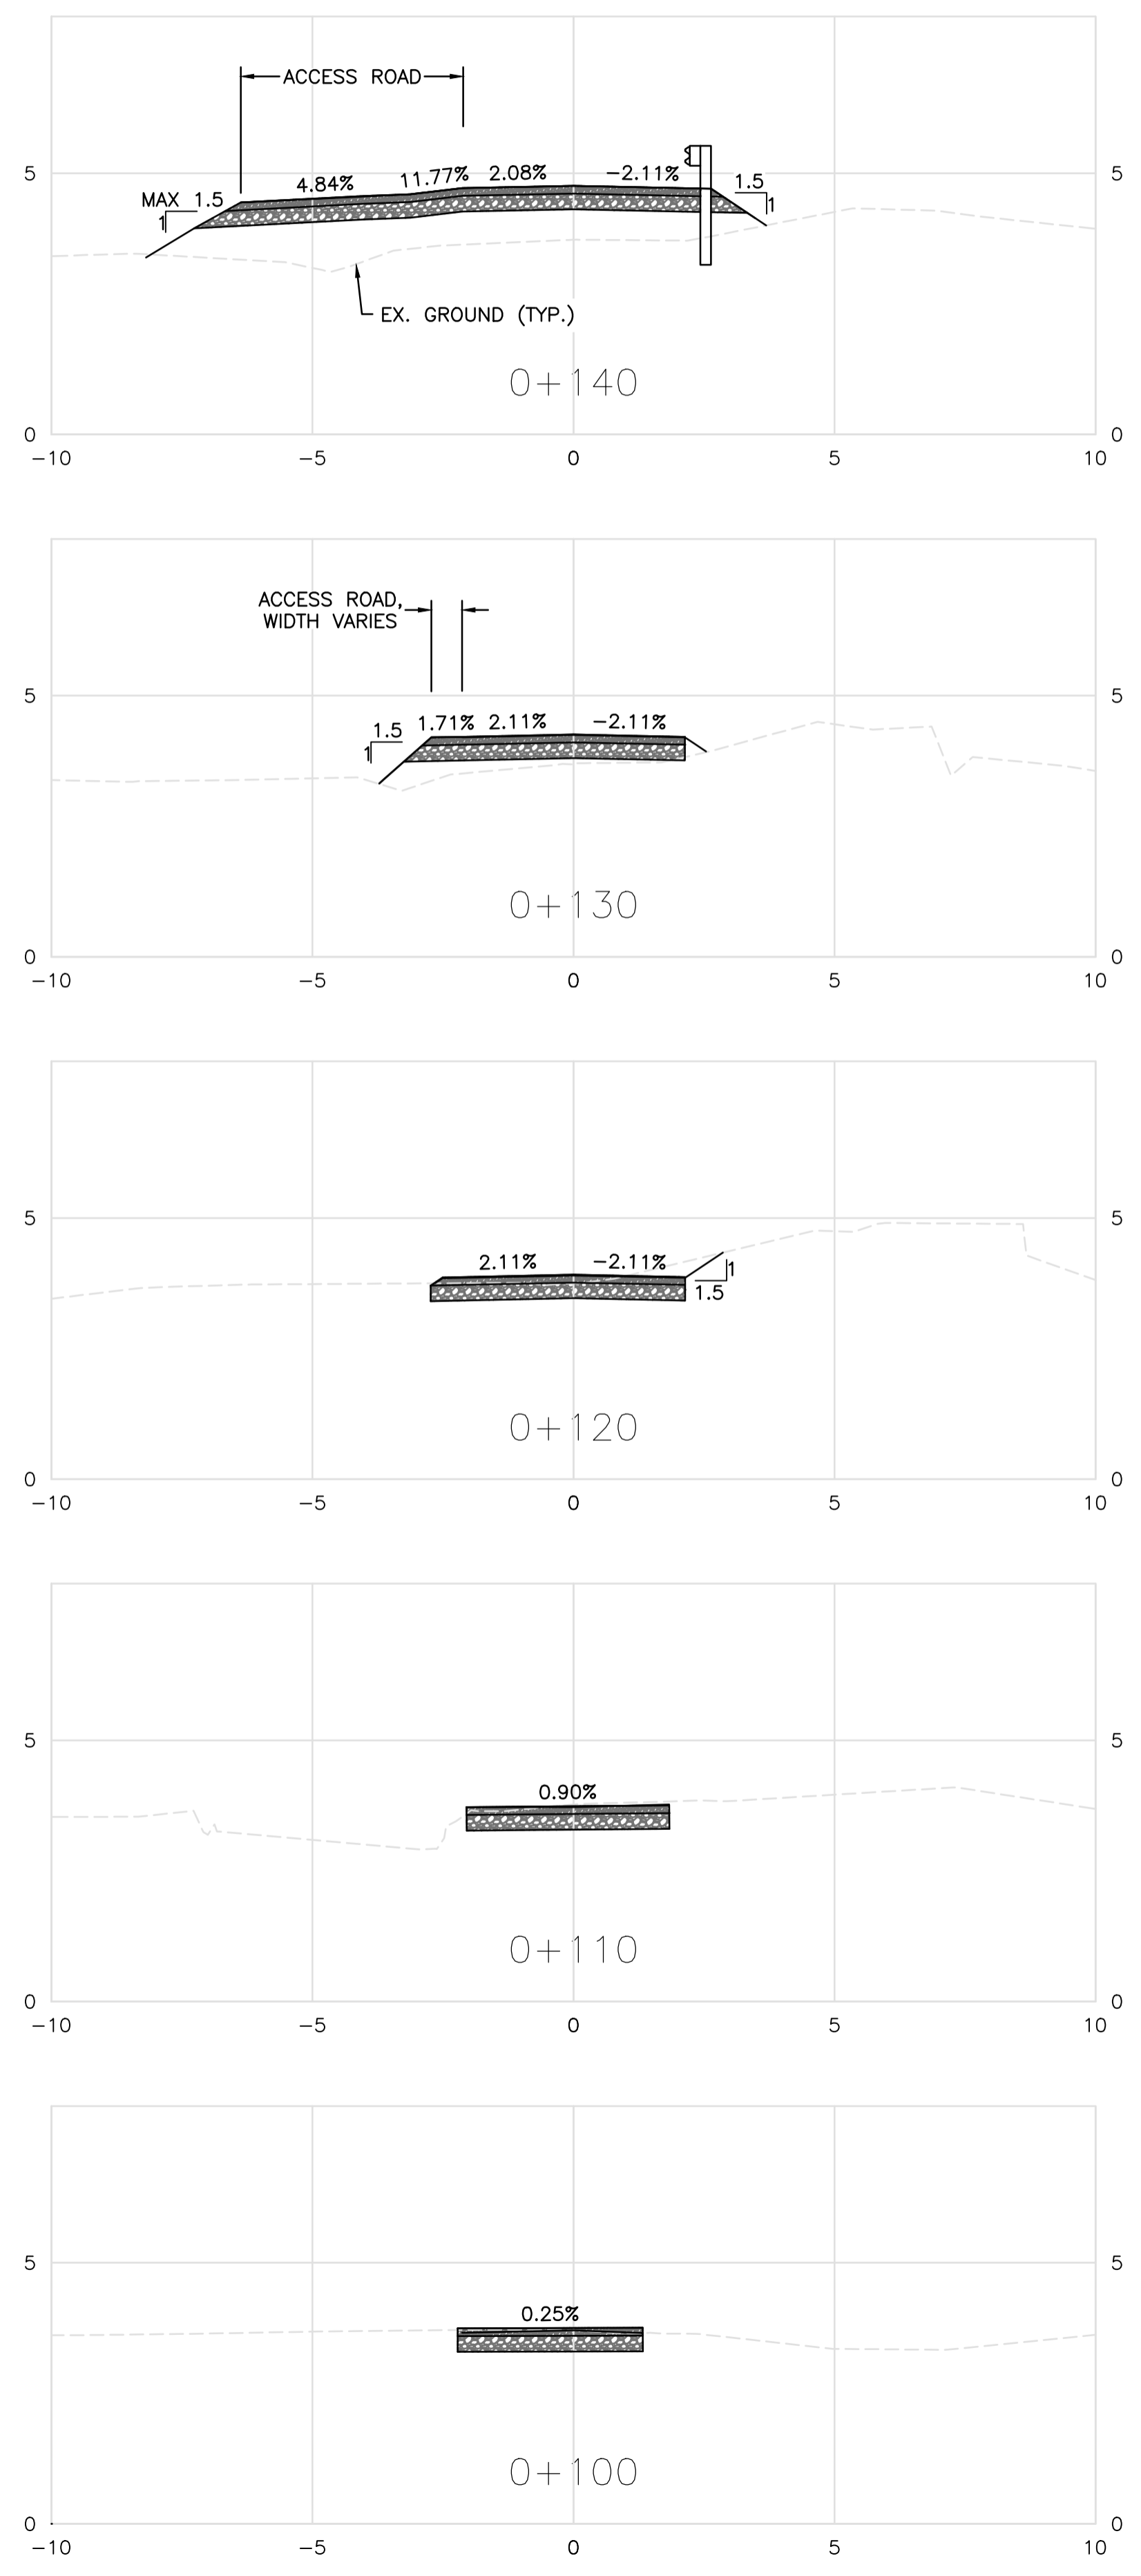 ACCESS ROAD
5 5
MAX 1.5 4.84% 11.77% 2.08% −2.11% 1.5
1 1
EX. GROUND (TYP.)
0+140
0 0
−10 −5 0 5 10
ACCESS ROAD,
WIDTH VARIES
5 5
1.5 1.71% 2.11% −2.11%
1
0+130
0 0
−10 −5 0 5 10
5 5
2.11% −2.11% 1
1.5
0+120
0 0
−10 −5 0 5 10
5 5
0.90%
0+110
0 0
−10 −5 0 5 10
5 5
0.25%
0+100
0 0
−10 −5 0 5 10